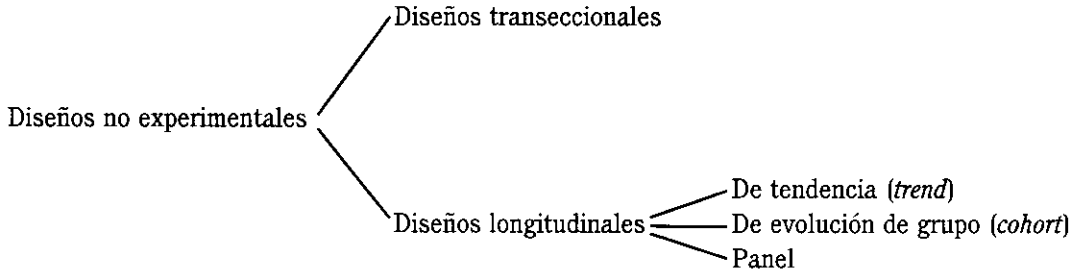 Diseños transeccionales
Diseños no experimentales
Diseños longitudinales
De tendencia (trend)
De evolución de grupo (cohort)
Panel